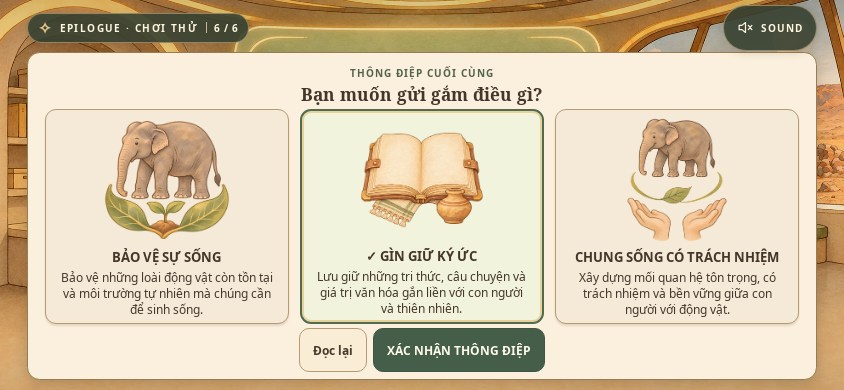 EPILOGUE · CHƠI THỬ | 6 / 6
SOUND
THÔNG ĐIỆP CUỐI CÙNG
Bạn muốn gửi gắm điều gì?
BẢO VỆ SỰ SỐNG
Bảo vệ những loài động vật còn tồn tại
và môi trường tự nhiên mà chúng cần
để sinh sống.
✓ GÌN GIỮ KÝ ỨC
Lưu giữ những tri thức, câu chuyện và
giá trị văn hóa gắn liền với con người
và thiên nhiên.
CHUNG SỐNG CÓ TRÁCH NHIỆM
Xây dựng mối quan hệ tôn trọng, có
trách nhiệm và bền vững giữa con
người với động vật.
Đọc lại
XÁC NHẬN THÔNG ĐIỆP